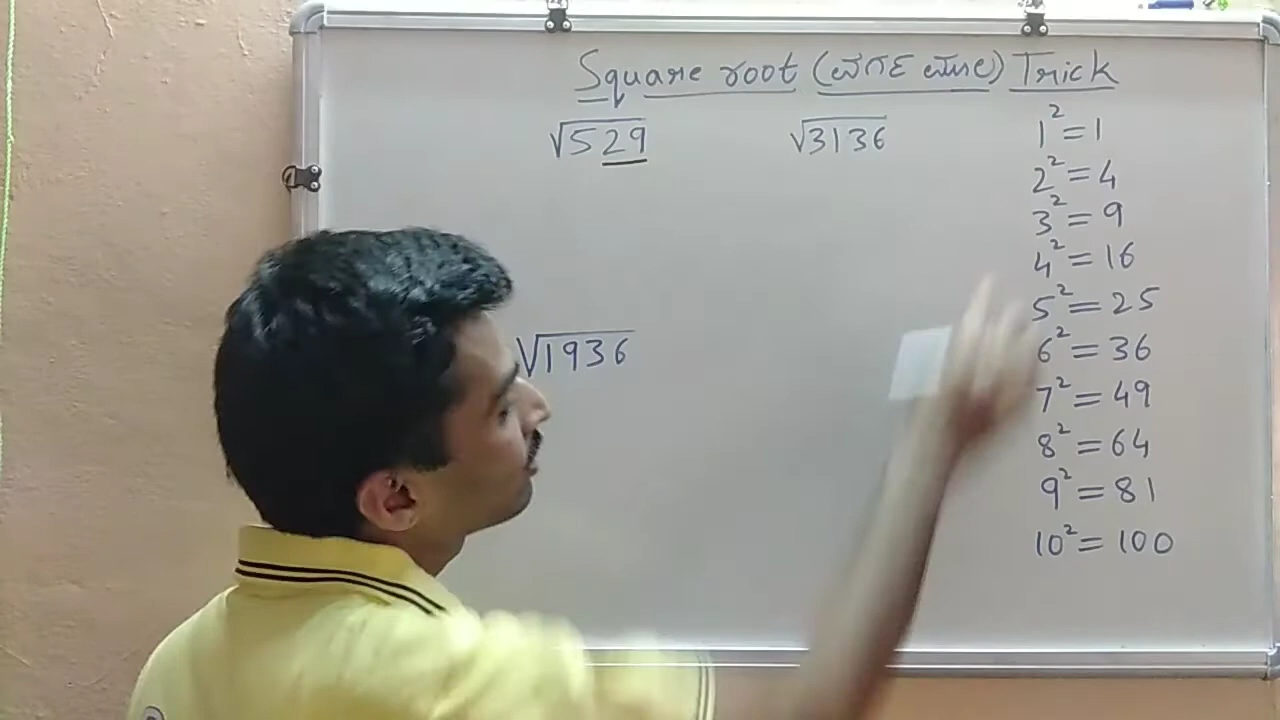 Square root (ವರ್ಗ ಮೂಲ) Trick
√529
√3136
√1936
1² = 1
2² = 4
3² = 9
4² = 16
5² = 25
6² = 36
7² = 49
8² = 64
9² = 81
10² = 100